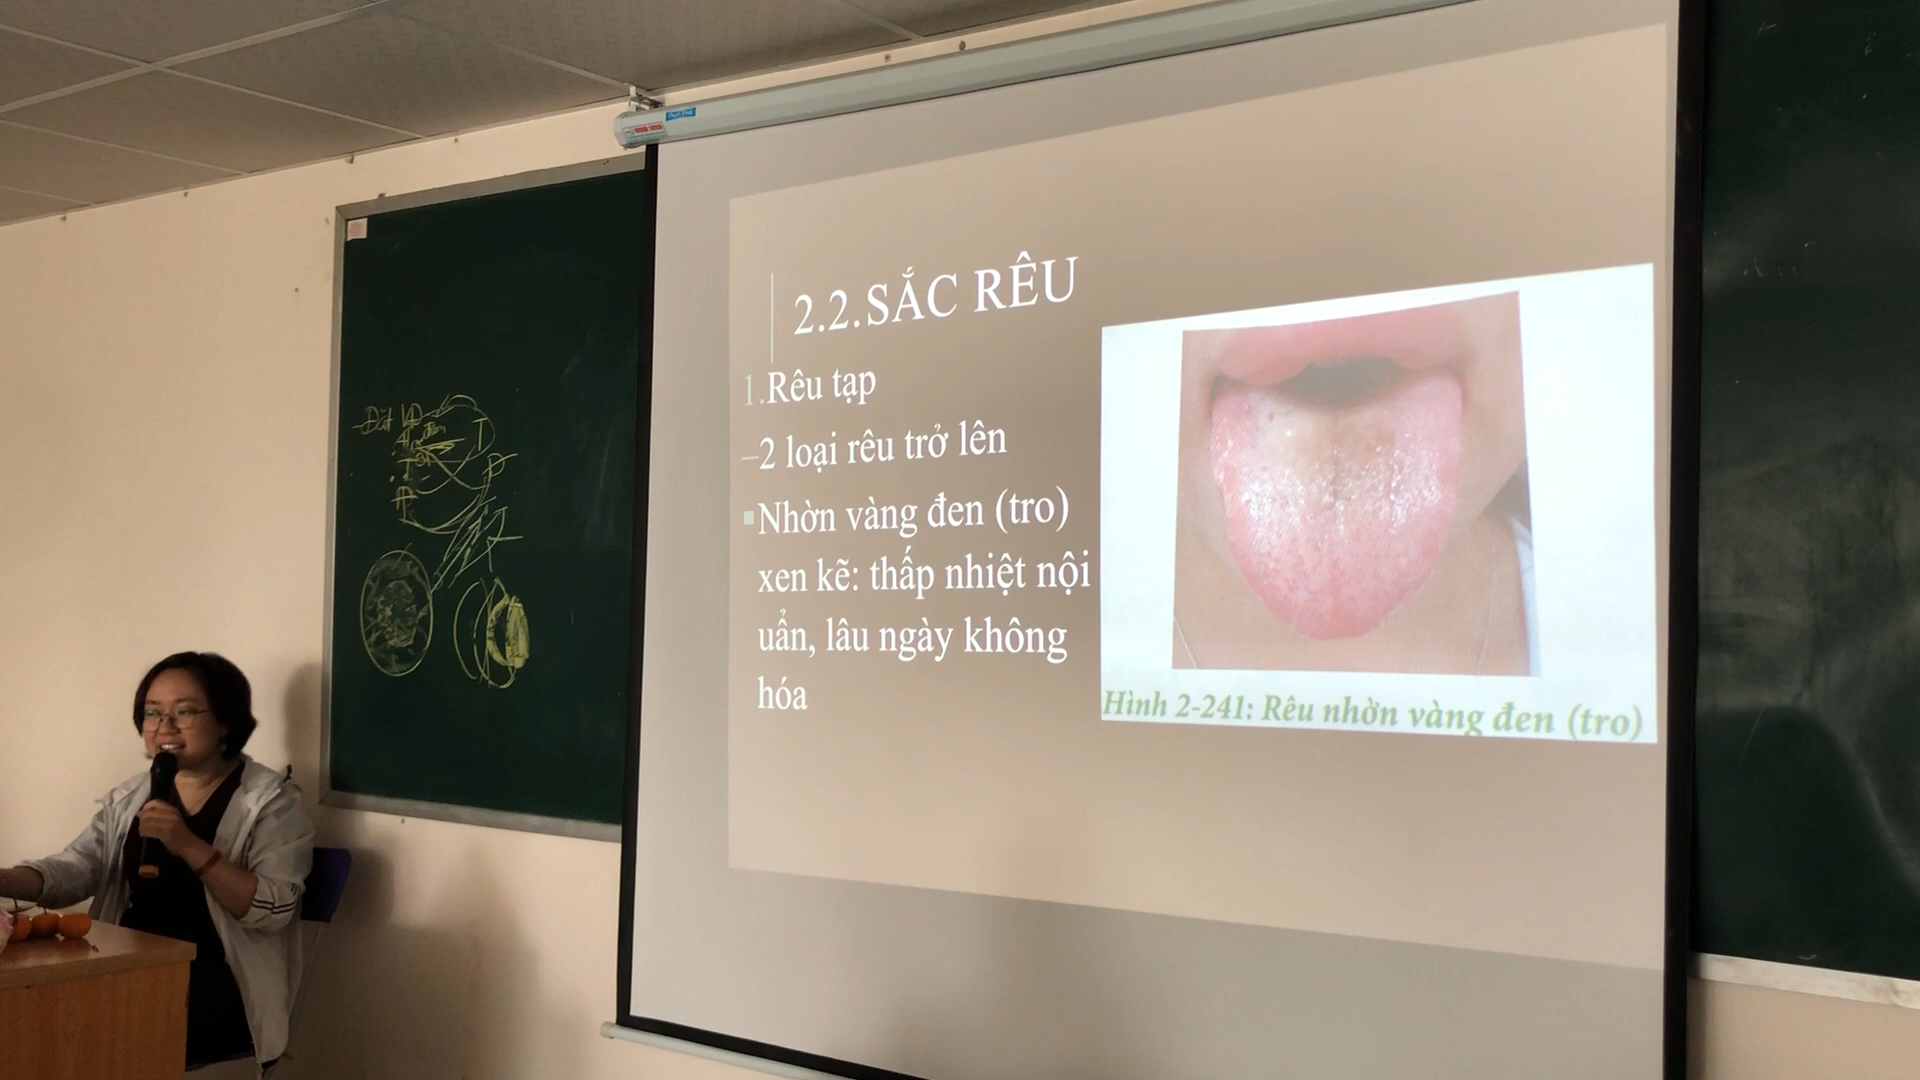 2.2.SẮC RÊU
1.Rêu tạp
–2 loại rêu trở lên
▪Nhờn vàng đen (tro)
xen kẽ: thấp nhiệt nội
uẩn, lâu ngày không
hóa
Hình 2-241: Rêu nhờn vàng đen (tro)